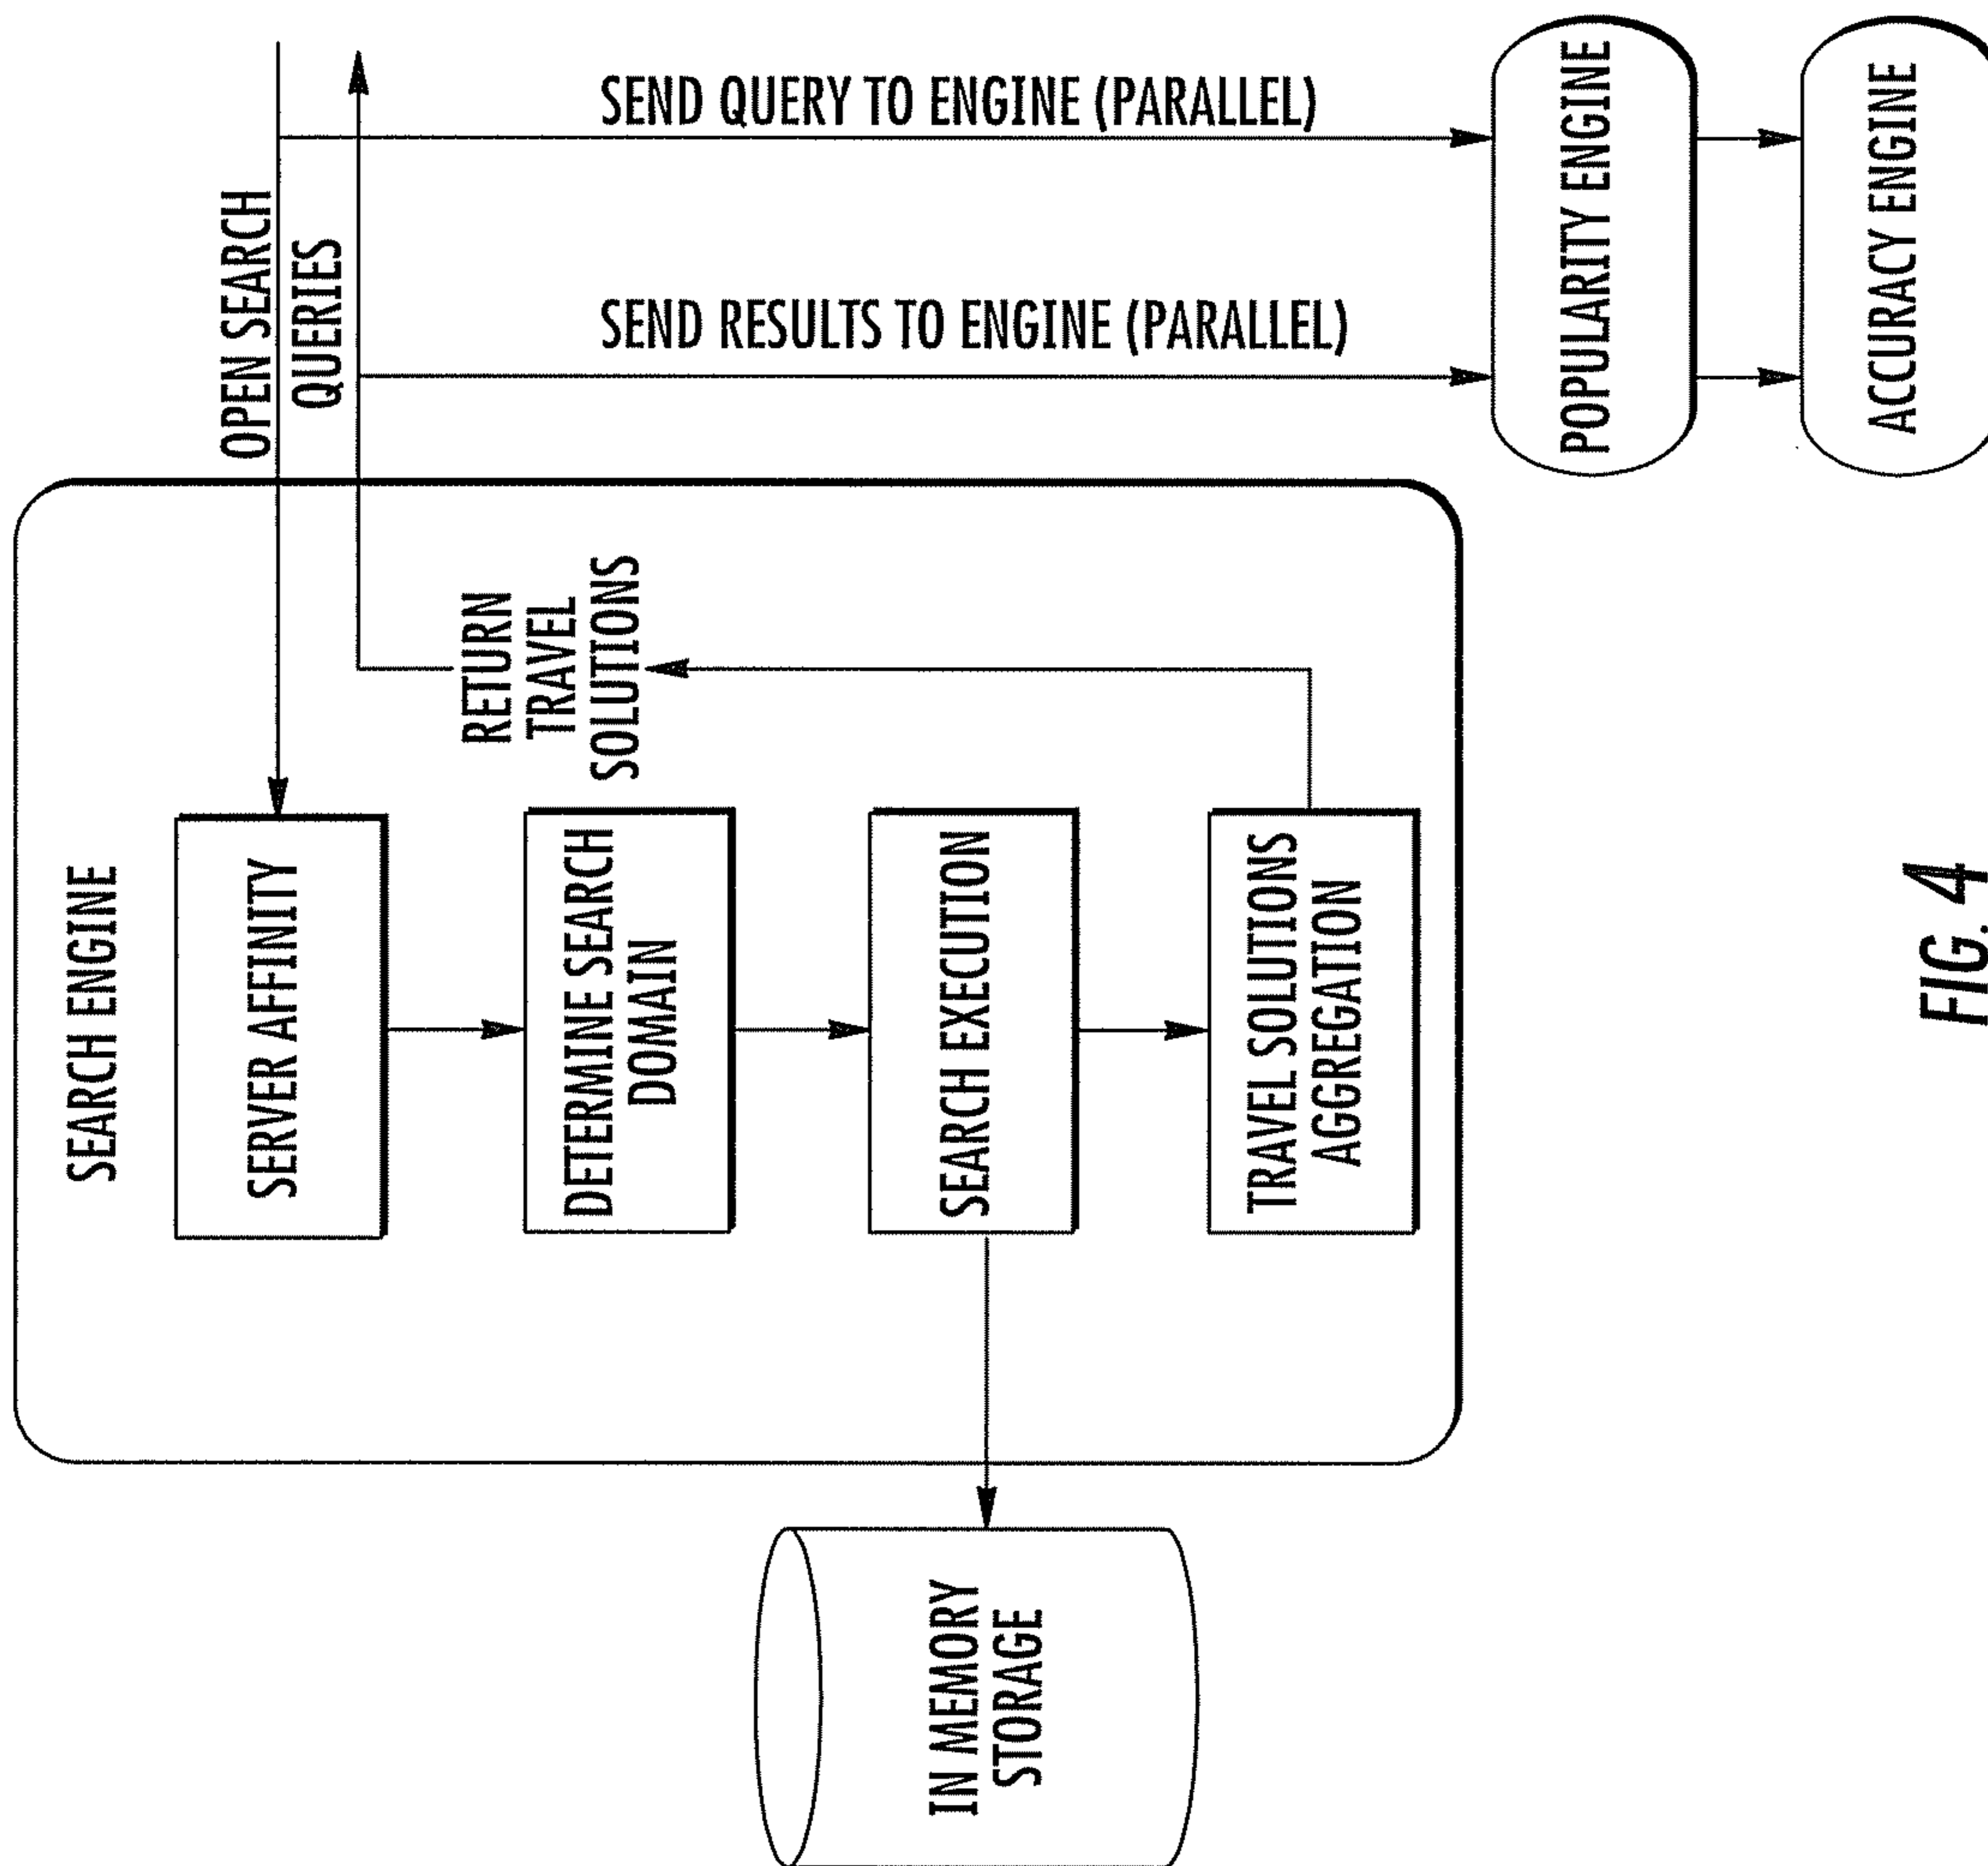 SEARCH ENGINE
SERVER AFFINITY
DETERMINE SEARCH
DOMAIN
SEARCH EXECUTION
TRAVEL SOLUTIONS
AGGREGATION
RETURN
TRAVEL
SOLUTIONS
IN MEMORY
STORAGE
OPEN SEARCH
QUERIES
SEND QUERY TO ENGINE (PARALLEL)
SEND RESULTS TO ENGINE (PARALLEL)
POPULARITY ENGINE
ACCURACY ENGINE
FIG. 4